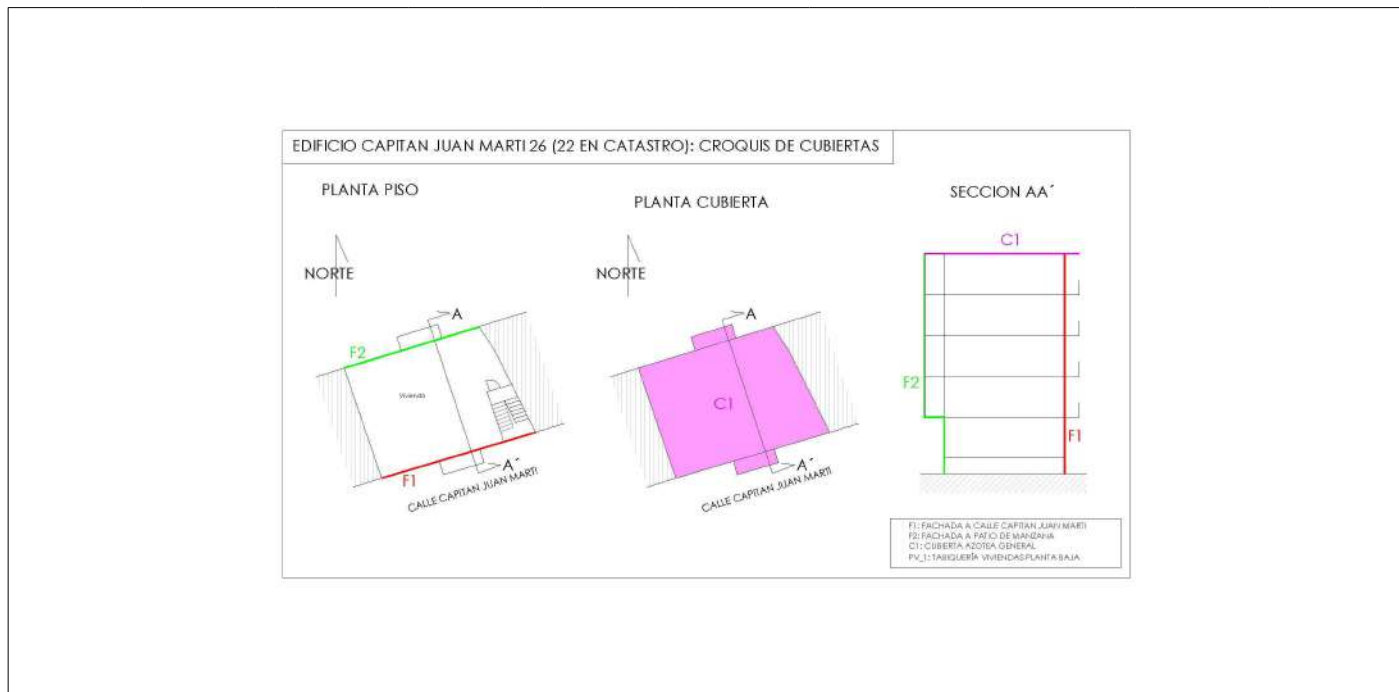 EDIFICIO CAPITAN JUAN MARTI 26 (22 EN CATASTRO): CROQUIS DE CUBIERTAS
PLANTA PISO
NORTE
A
F2
Vivienda
F1
A´
CALLE CAPITAN JUAN MARTI
PLANTA CUBIERTA
NORTE
A
C1
A´
CALLE CAPITAN JUAN MARTI
SECCION AA´
C1
F2
F1
F1: FACHADA A CALLE CAPITAN JUAN MARTI
F2: FACHADA A PATIO DE MANZANA
C1: CUBIERTA AZOTEA GENERAL
PV_1: TABIQUERÍA VIVIENDAS PLANTA BAJA